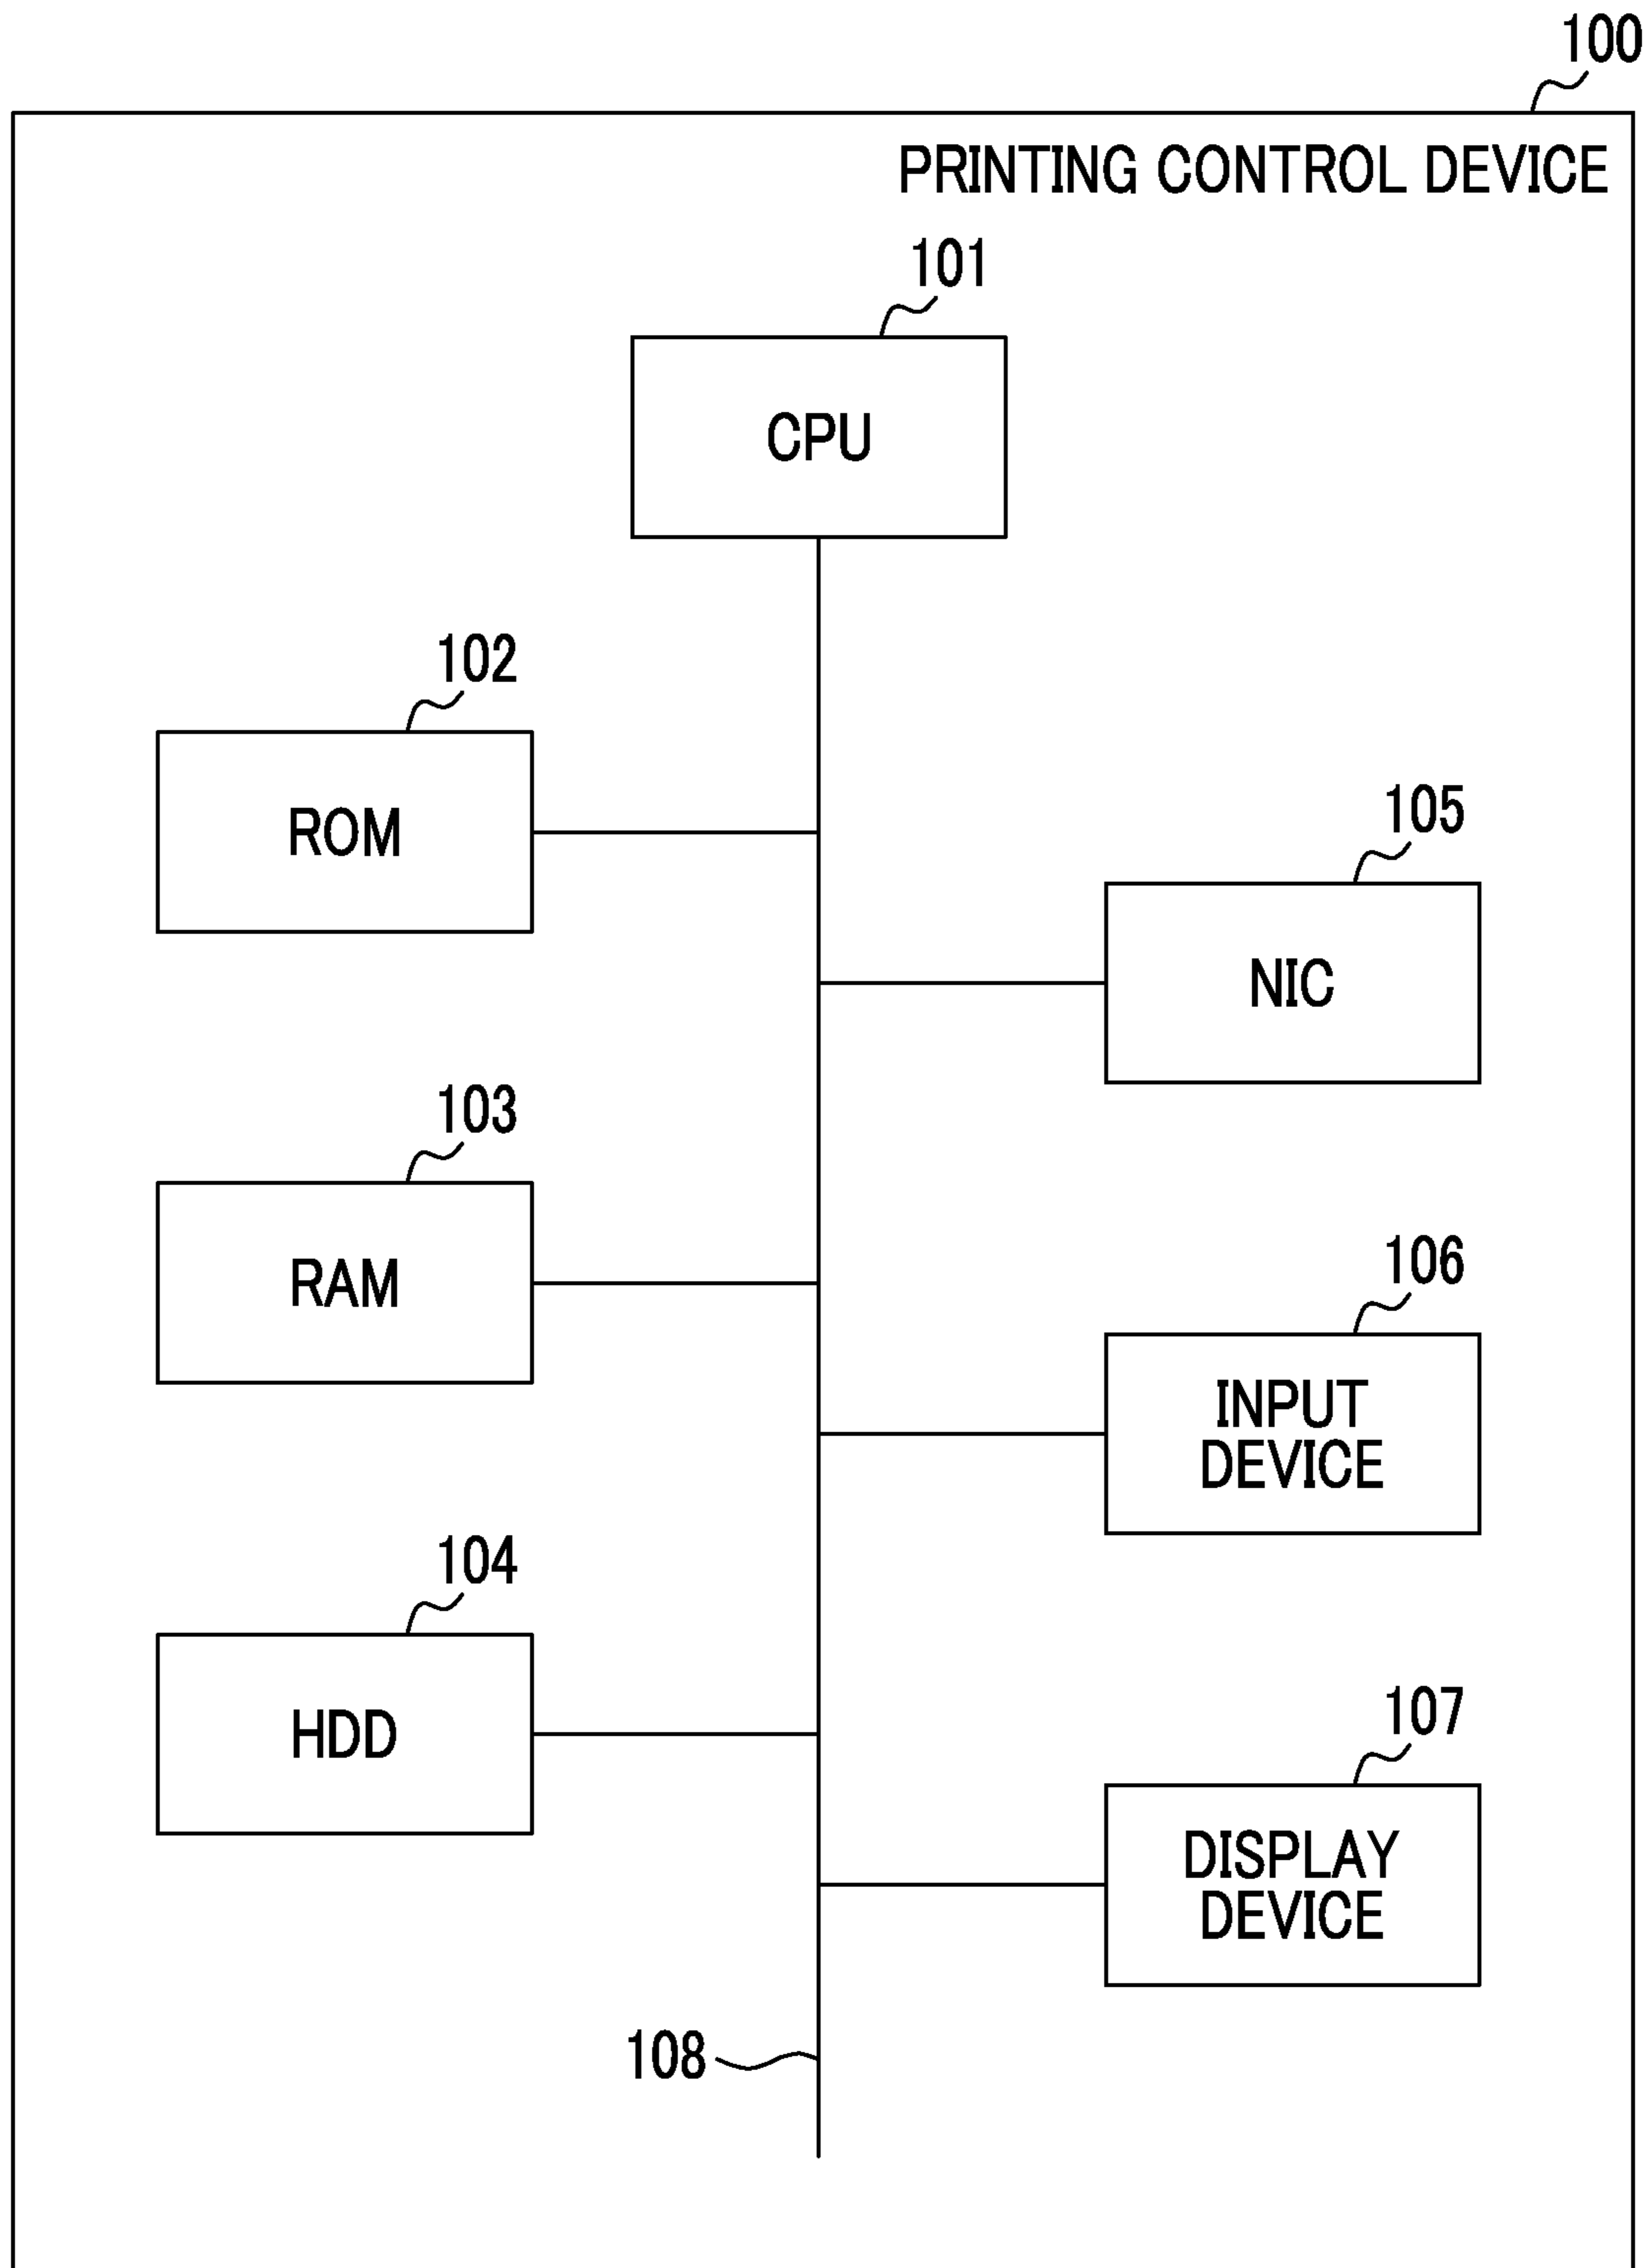 100
PRINTING CONTROL DEVICE
101
CPU
102
ROM
105
NIC
103
RAM
106
INPUT
DEVICE
104
HDD
107
DISPLAY
DEVICE
108